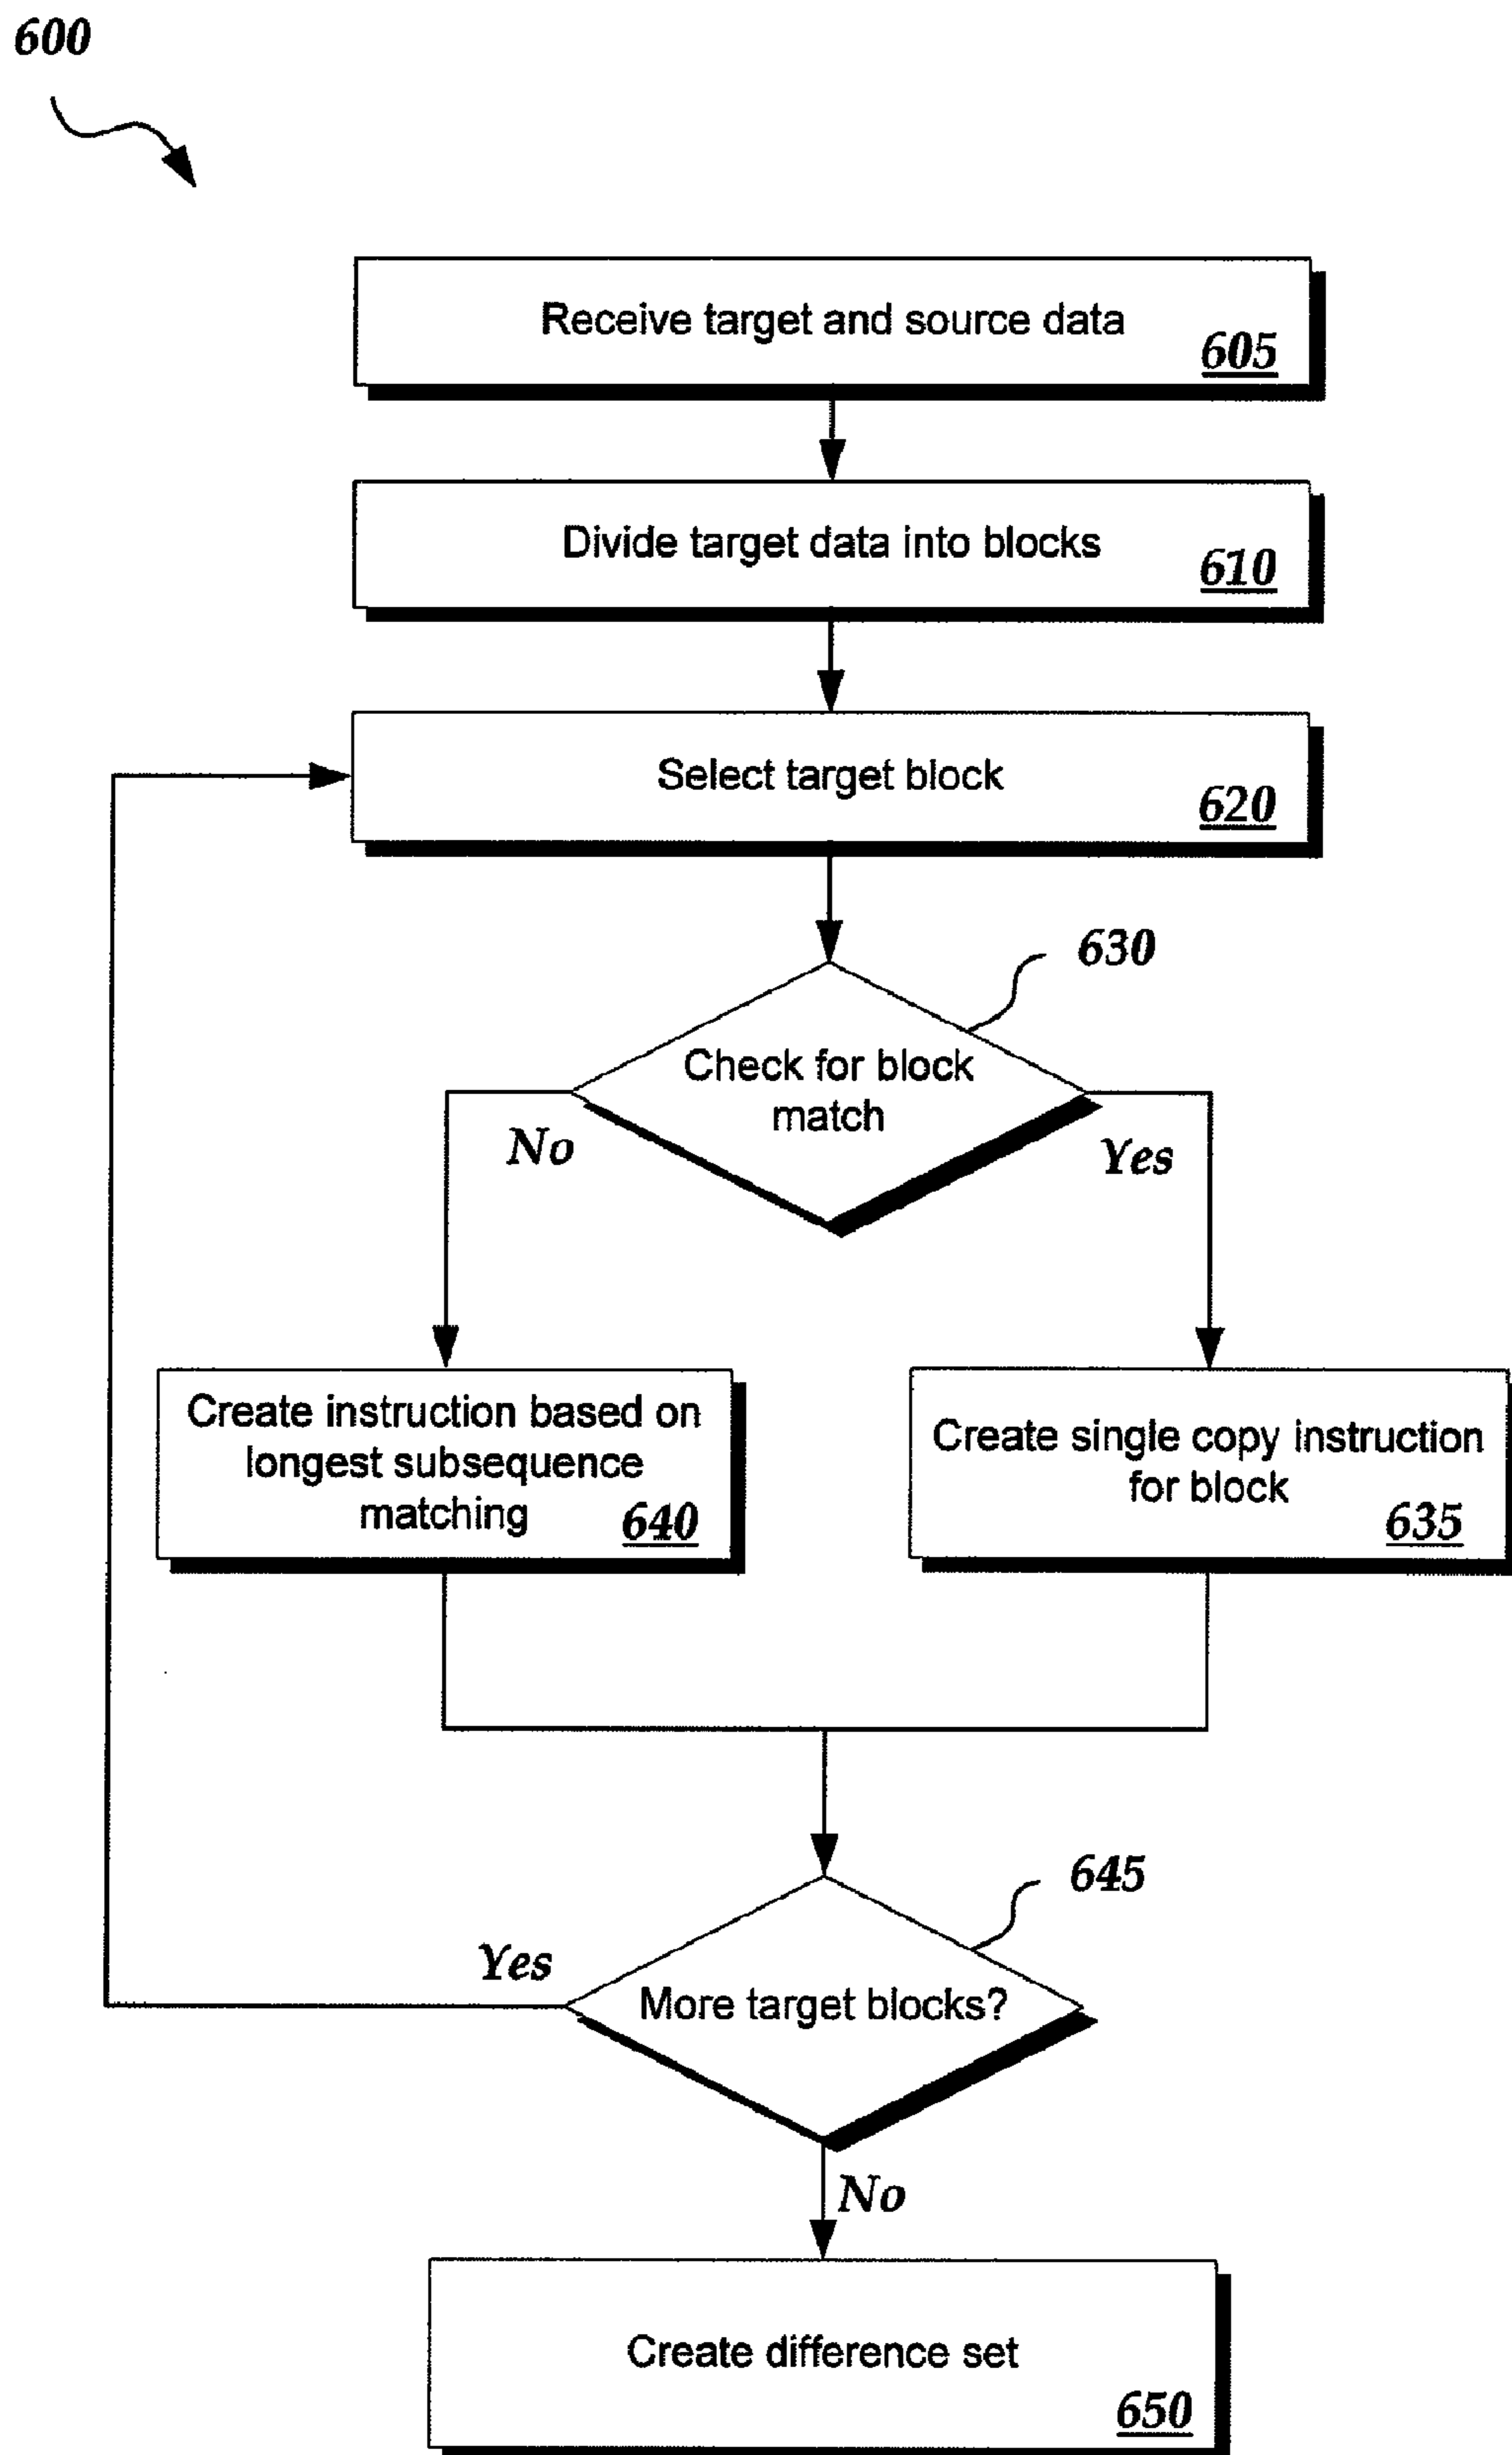 600
Receive target and source data
605
Divide target data into blocks
610
Select target block
620
630
Check for block
match
No
Yes
Create instruction based on
longest subsequence
matching
640
Create single copy instruction
for block
635
645
Yes
More target blocks?
No
Create difference set
650